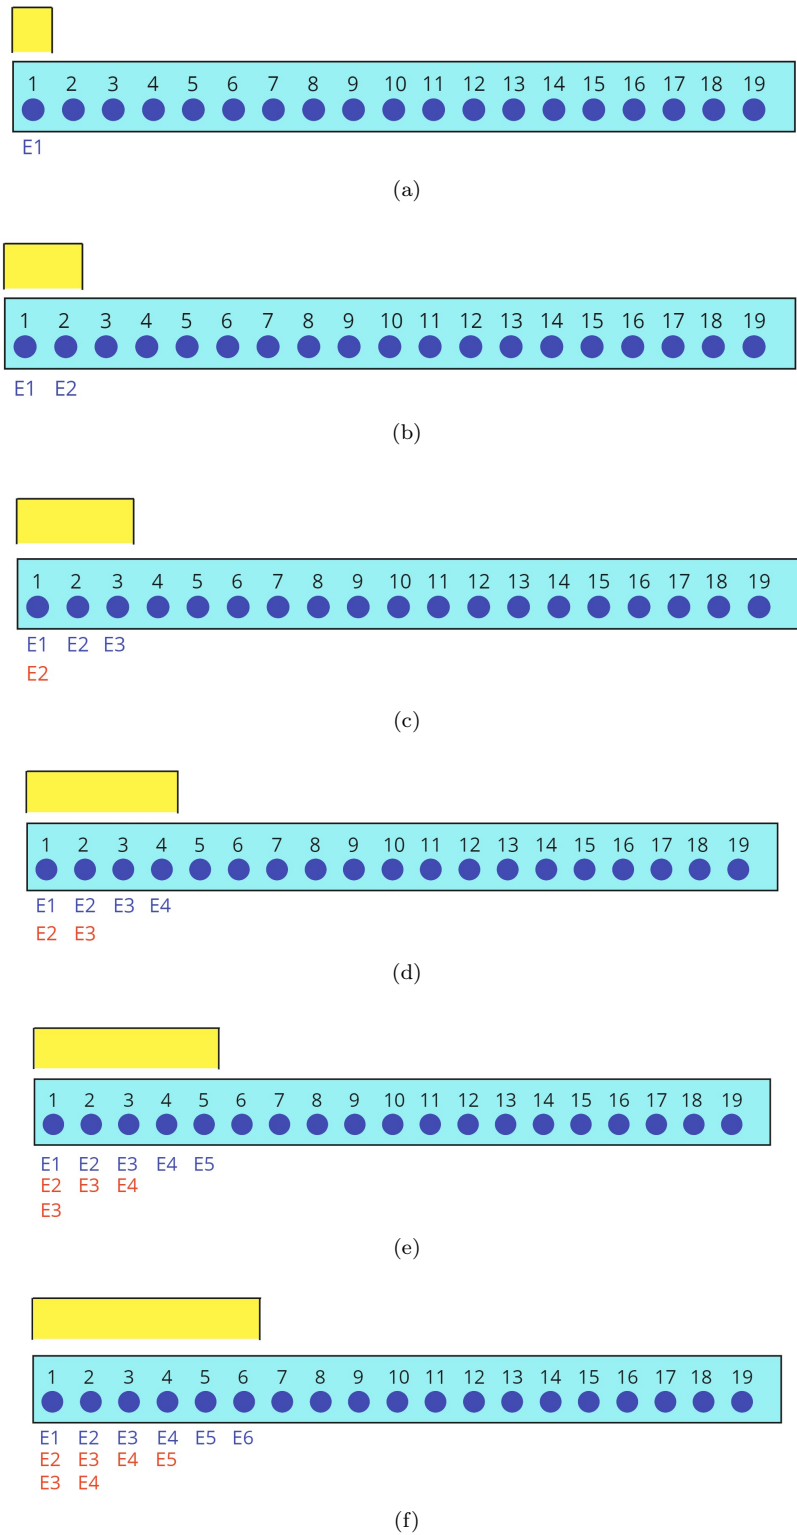 1 2 3 4 5 6 7 8 9 10 11 12 13 14 15 16 17 18 19
E1
(a)
1 2 3 4 5 6 7 8 9 10 11 12 13 14 15 16 17 18 19
E1 E2
(b)
1 2 3 4 5 6 7 8 9 10 11 12 13 14 15 16 17 18 19
E1 E2 E3
E2
(c)
1 2 3 4 5 6 7 8 9 10 11 12 13 14 15 16 17 18 19
E1 E2 E3 E4
E2 E3
(d)
1 2 3 4 5 6 7 8 9 10 11 12 13 14 15 16 17 18 19
E1 E2 E3 E4 E5
E2 E3 E4
E3
(e)
1 2 3 4 5 6 7 8 9 10 11 12 13 14 15 16 17 18 19
E1 E2 E3 E4 E5 E6
E2 E3 E4 E5
E3 E4
(f)